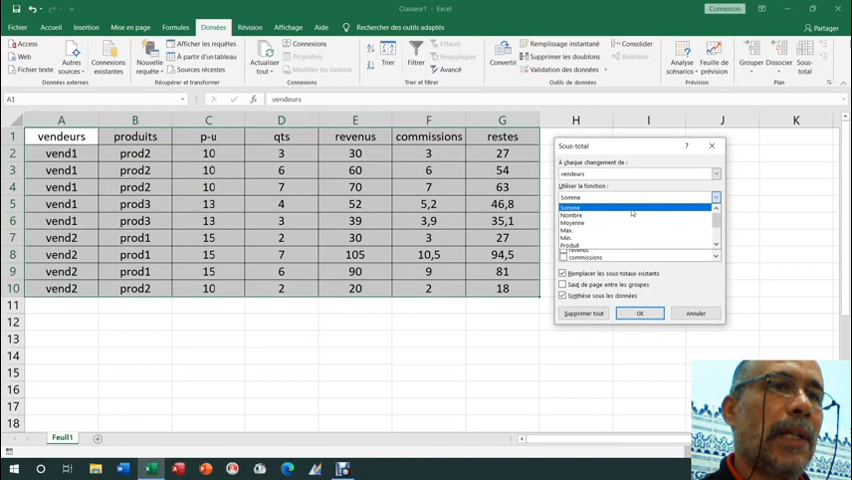 Classeur1 - Excel
Connexion
Fichier Accueil Insertion Mise en page Formules Données Révision Affichage Aide Rechercher des outils adaptés Partager
Access
Web
Fichier texte
Autres sources
Connexions existantes
Données externes
Nouvelle requête
Afficher les requêtes
À partir d'un tableau
Sources récentes
Récupérer et transformer
Actualiser tout
Connexions
Propriétés
Modifier les liaisons
Connexions
Trier
Filtrer
Effacer
Réappliquer
Avancé
Trier et filtrer
Convertir
Remplissage instantané
Supprimer les doublons
Validation des données
Consolider
Relations
Outils de données
Analyse scénarios
Feuille de prévision
Prévision
Grouper
Dissocier
Sous-total
Plan
A1 vendeurs
A B C D E F G H I J K
1 vendeurs produits p-u qts revenus commissions restes
2 vend1 prod2 10 3 30 3 27
3 vend1 prod2 10 6 60 6 54
4 vend1 prod2 10 7 70 7 63
5 vend1 prod3 13 4 52 5,2 46,8
6 vend1 prod3 13 3 39 3,9 35,1
7 vend2 prod1 15 2 30 3 27
8 vend2 prod1 15 7 105 10,5 94,5
9 vend2 prod1 15 6 90 9 81
10 vend2 prod2 10 2 20 2 18
11
12
13
14
15
16
17
18
Sous-total ?
À chaque changement de :
vendeurs
Utiliser la fonction :
Somme
Somme
Nombre
Moyenne
Max.
Min.
Produit
revenus
commissions
Remplacer les sous-totaux existants
Saut de page entre les groupes
Synthèse sous les données
Supprimer tout OK Annuler
Feuil1